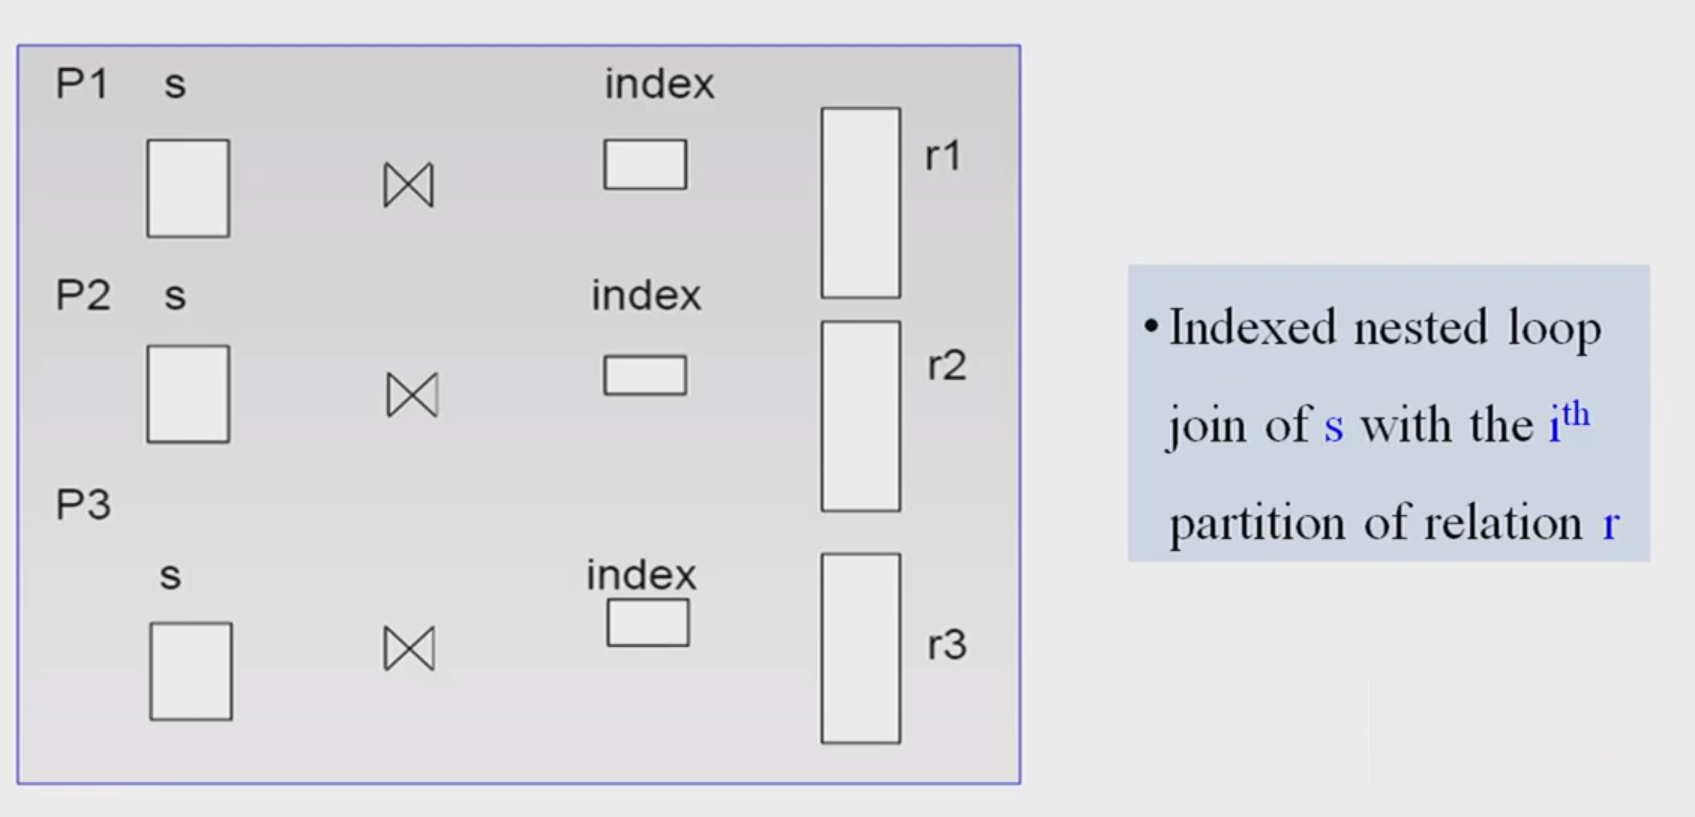 P1 s index
r1
P2 s index
r2
P3
s index
r3
• Indexed nested loop
join of s with the iᵗʰ
partition of relation r